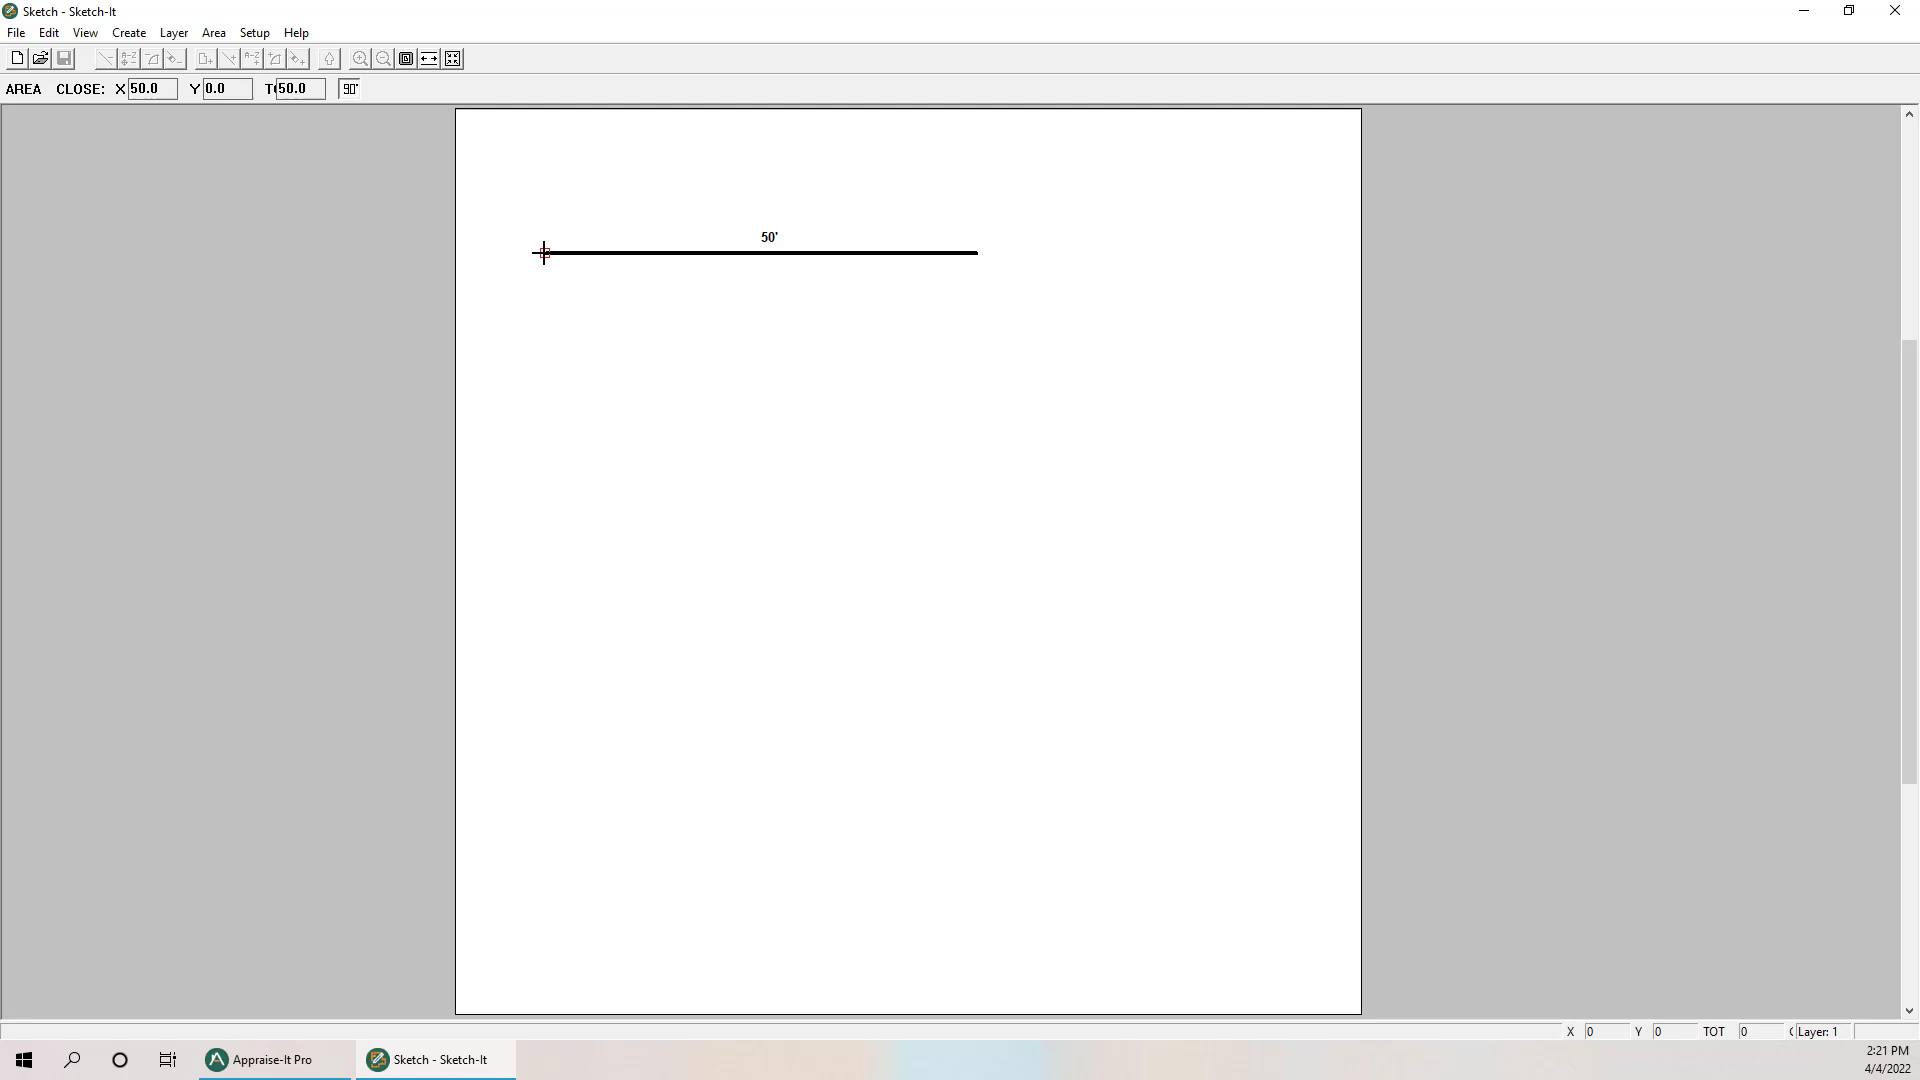 Sketch - Sketch-It
File Edit View Create Layer Area Setup Help
AREA CLOSE: X 50.0 Y 0.0 T 50.0 90°
50'
X 0 Y 0 TOT 0 Layer: 1
Appraise-It Pro Sketch - Sketch-It
2:21 PM
4/4/2022